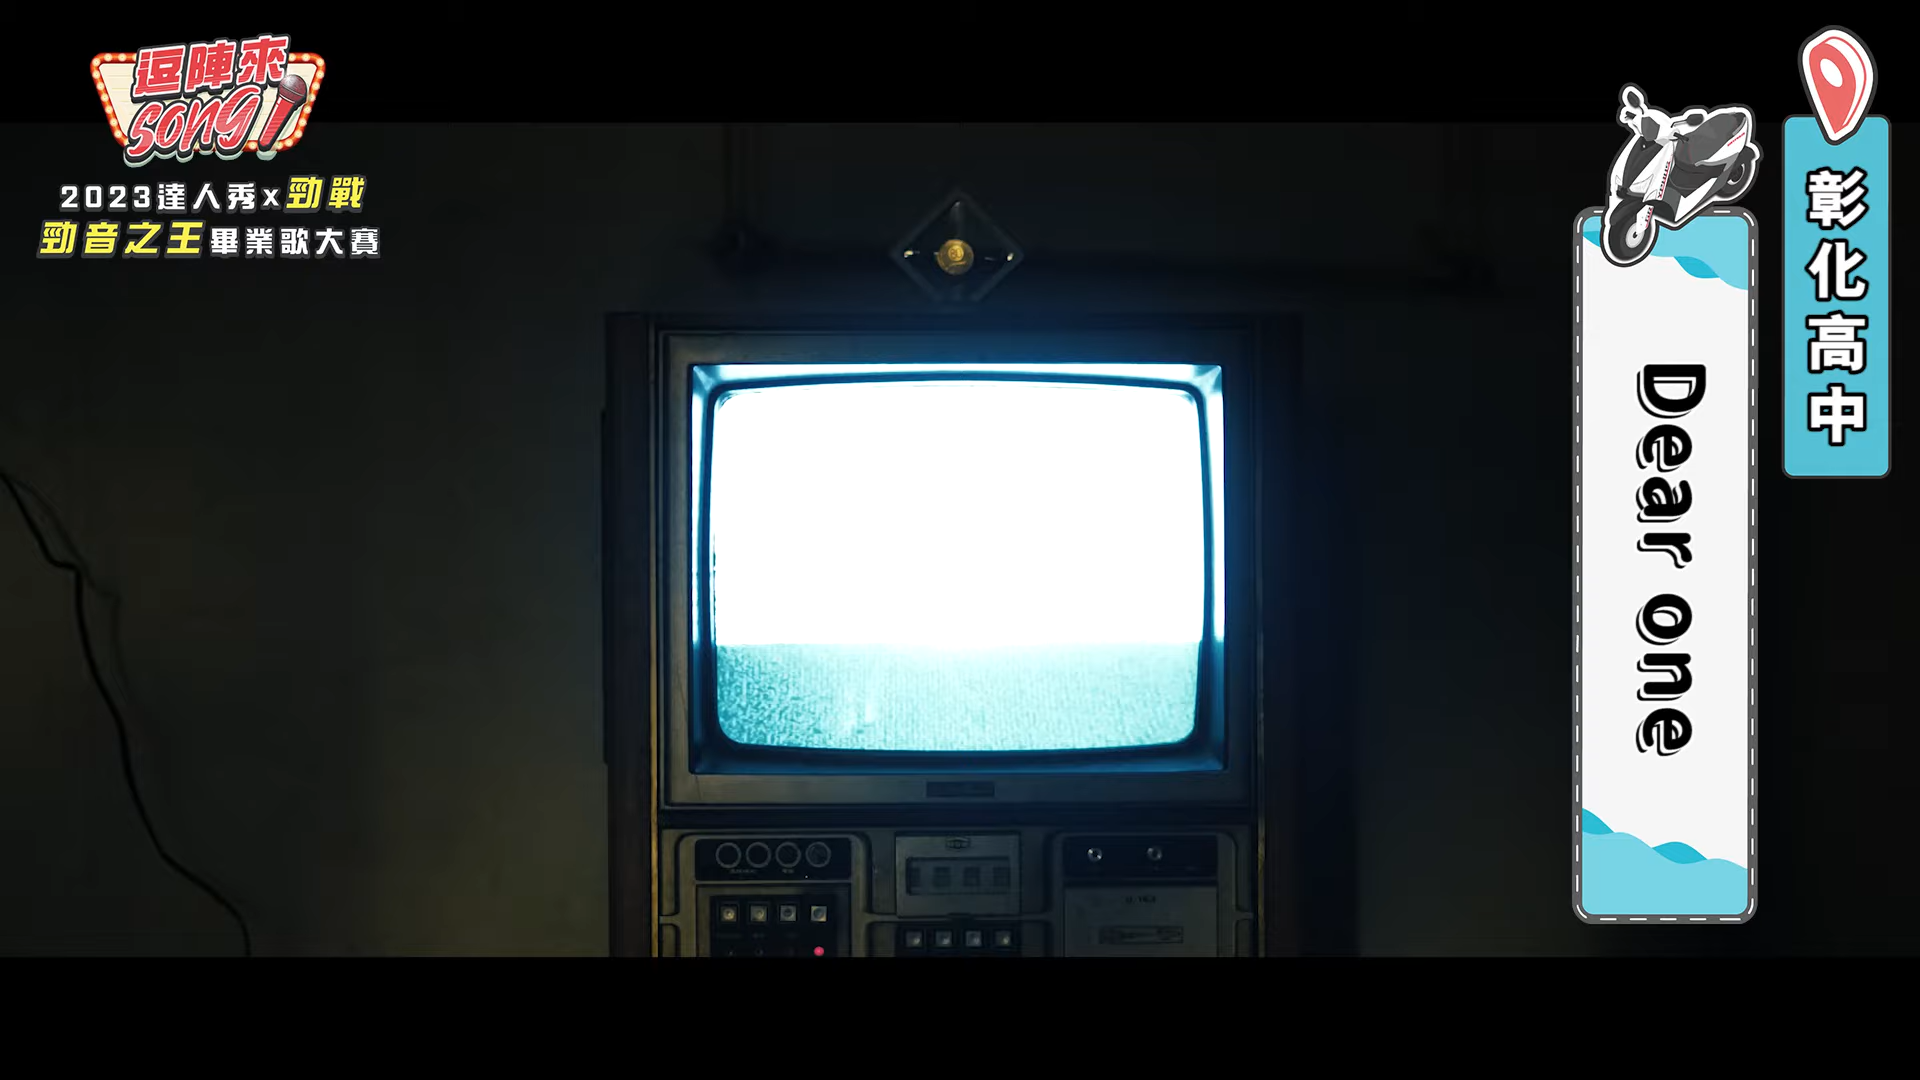 逗陣來
song
2023達人秀x勁戰
勁音之王畢業歌大賽
彰化高中
Dear one